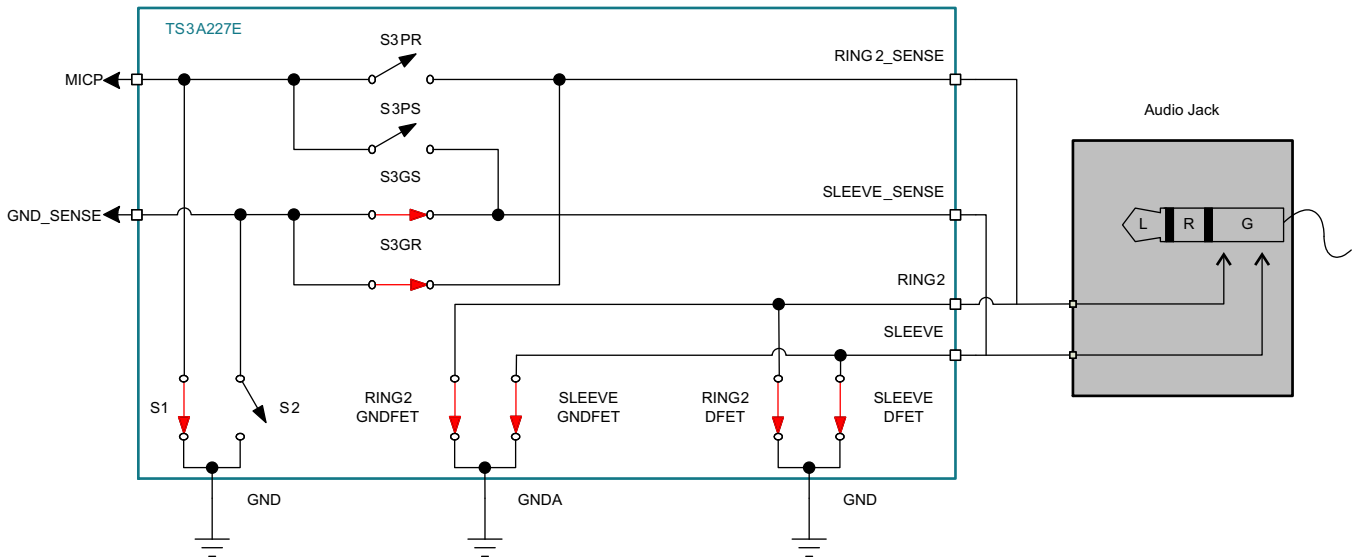 TS3A227E
S3PR
RING2_SENSE
MICP
S3PS
Audio Jack
S3GS
SLEEVE_SENSE
GND_SENSE
L R G
S3GR
RING2
SLEEVE
S1
S2
RING2
GNDFET
SLEEVE
GNDFET
RING2
DFET
SLEEVE
DFET
GND
GNDA
GND